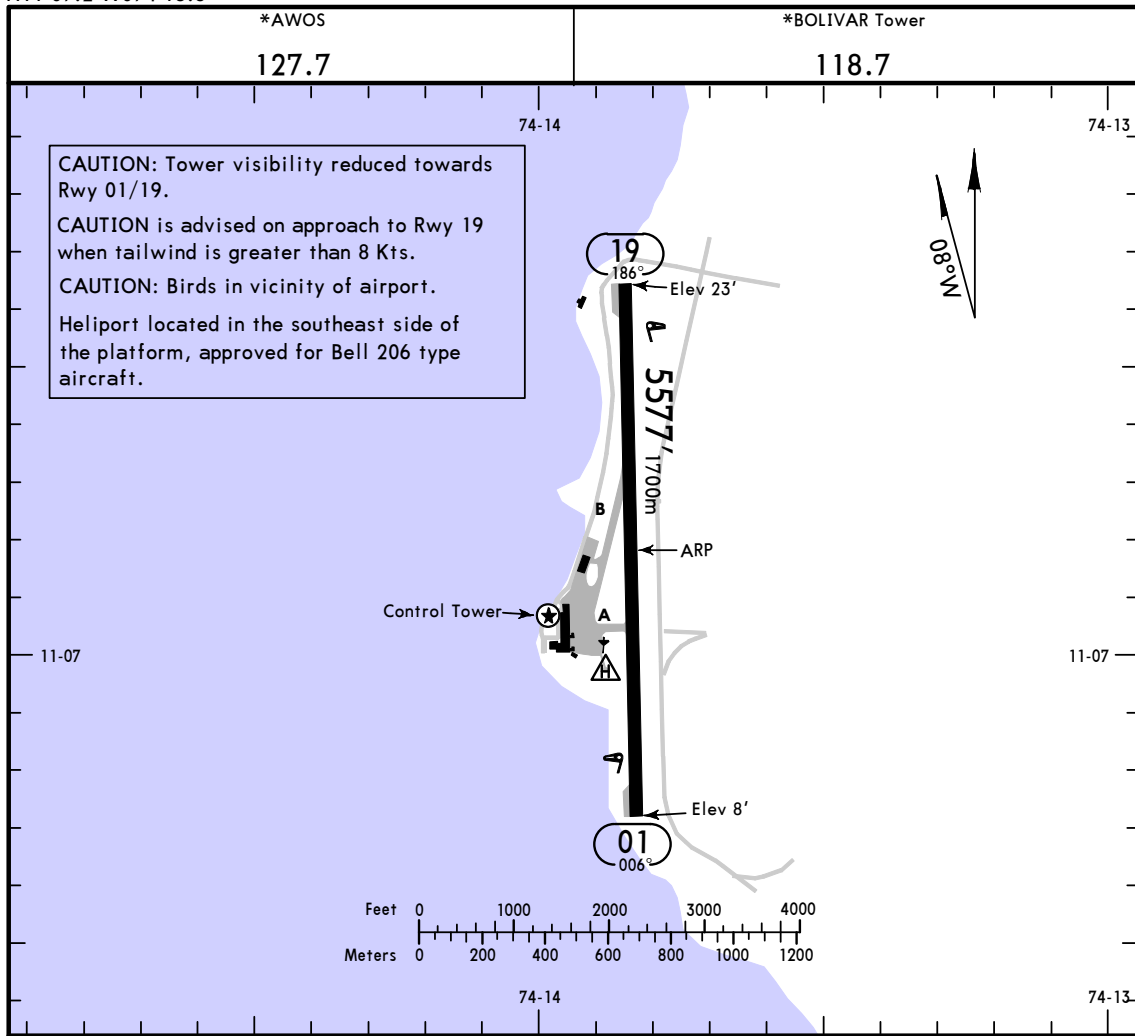 *AWOS
127.7
*BOLIVAR Tower
118.7
74-14
74-13
CAUTION: Tower visibility reduced towards
Rwy 01/19.
CAUTION is advised on approach to Rwy 19
when tailwind is greater than 8 Kts.
CAUTION: Birds in vicinity of airport.
Heliport located in the southeast side of
the platform, approved for Bell 206 type
aircraft.
08°W
19
186°
Elev 23'
5577'
1700m
B
ARP
Control Tower
A
H
11-07
11-07
Elev 8'
01
006°
Feet 0 1000 2000 3000 4000
Meters 0 200 400 600 800 1000 1200
74-14
74-13